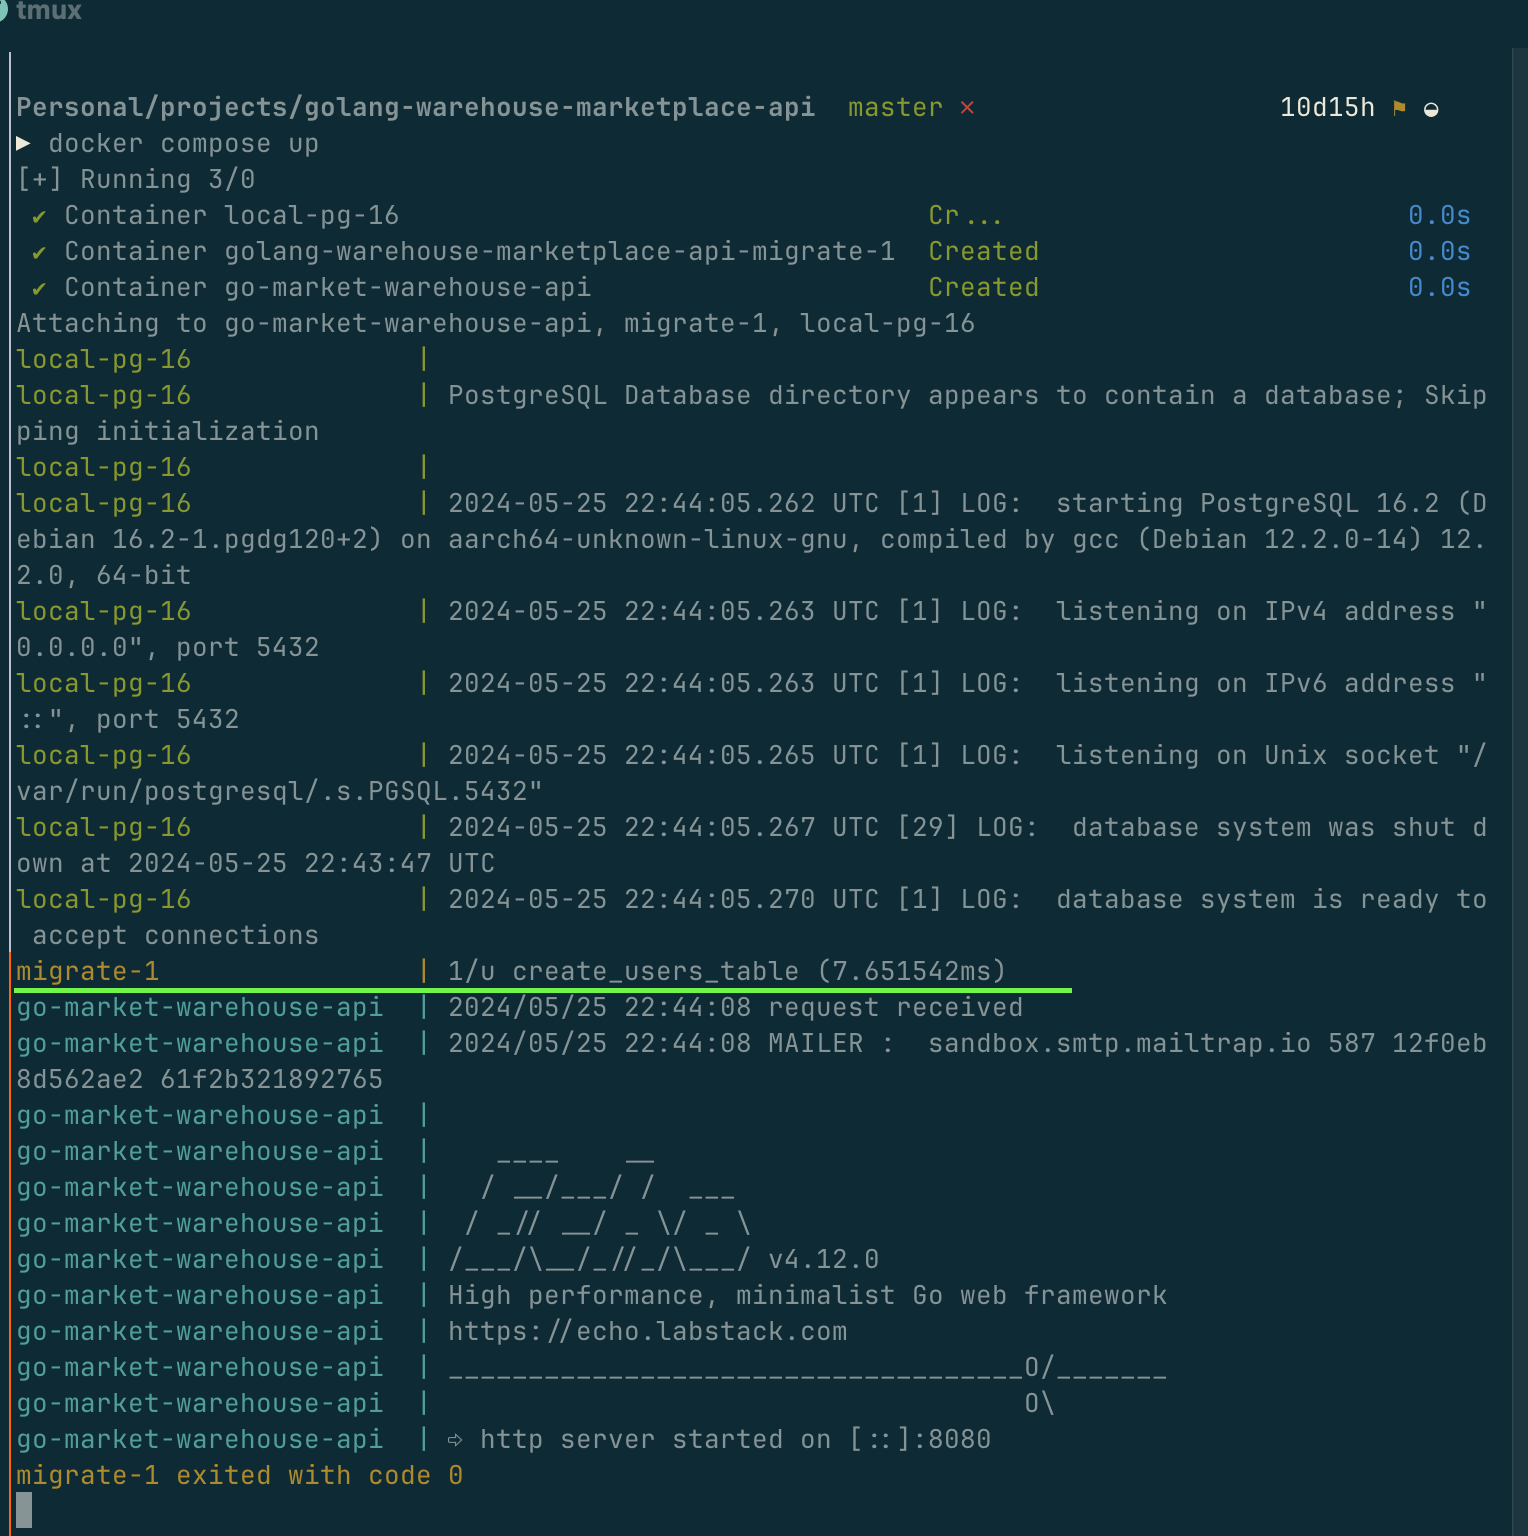 tmux
Personal/projects/golang-warehouse-marketplace-api  master ×  10d15h ⚑ ◒
▶ docker compose up
[+] Running 3/0
 ✔ Container local-pg-16  Cr...  0.0s
 ✔ Container golang-warehouse-marketplace-api-migrate-1  Created  0.0s
 ✔ Container go-market-warehouse-api  Created  0.0s
Attaching to go-market-warehouse-api, migrate-1, local-pg-16
local-pg-16              |
local-pg-16              | PostgreSQL Database directory appears to contain a database; Skip
ping initialization
local-pg-16              |
local-pg-16              | 2024-05-25 22:44:05.262 UTC [1] LOG:  starting PostgreSQL 16.2 (D
ebian 16.2-1.pgdg120+2) on aarch64-unknown-linux-gnu, compiled by gcc (Debian 12.2.0-14) 12.
2.0, 64-bit
local-pg-16              | 2024-05-25 22:44:05.263 UTC [1] LOG:  listening on IPv4 address "
0.0.0.0", port 5432
local-pg-16              | 2024-05-25 22:44:05.263 UTC [1] LOG:  listening on IPv6 address "
::", port 5432
local-pg-16              | 2024-05-25 22:44:05.265 UTC [1] LOG:  listening on Unix socket "/
var/run/postgresql/.s.PGSQL.5432"
local-pg-16              | 2024-05-25 22:44:05.267 UTC [29] LOG:  database system was shut d
own at 2024-05-25 22:43:47 UTC
local-pg-16              | 2024-05-25 22:44:05.270 UTC [1] LOG:  database system is ready to
 accept connections
migrate-1                | 1/u create_users_table (7.651542ms)
go-market-warehouse-api  | 2024/05/25 22:44:08 request received
go-market-warehouse-api  | 2024/05/25 22:44:08 MAILER :  sandbox.smtp.mailtrap.io 587 12f0eb
8d562ae2 61f2b321892765
go-market-warehouse-api  |
go-market-warehouse-api  |    ____    __
go-market-warehouse-api  |   / __/___/ /  ___
go-market-warehouse-api  |  / _// __/ _ \/ _ \
go-market-warehouse-api  | /___/\__/_//_/\___/ v4.12.0
go-market-warehouse-api  | High performance, minimalist Go web framework
go-market-warehouse-api  | https://echo.labstack.com
go-market-warehouse-api  | ____________________________________O/_______
go-market-warehouse-api  |                                     O\
go-market-warehouse-api  | ⇨ http server started on [::]:8080
migrate-1 exited with code 0